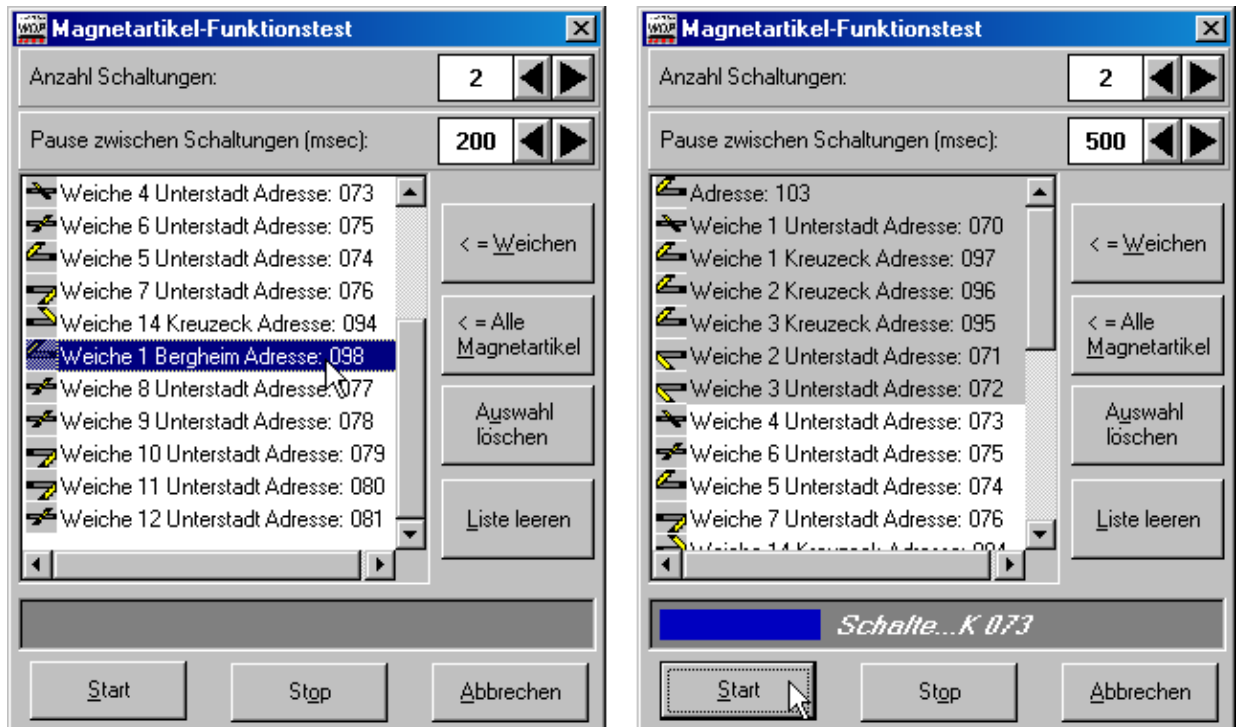 Magnetartikel-Funktionstest
Anzahl Schaltungen: 2
Pause zwischen Schaltungen (msec): 200
Weiche 4 Unterstadt Adresse: 073
Weiche 6 Unterstadt Adresse: 075
Weiche 5 Unterstadt Adresse: 074
Weiche 7 Unterstadt Adresse: 076
Weiche 14 Kreuzeck Adresse: 094
Weiche 1 Bergheim Adresse: 098
Weiche 8 Unterstadt Adresse: 077
Weiche 9 Unterstadt Adresse: 078
Weiche 10 Unterstadt Adresse: 079
Weiche 11 Unterstadt Adresse: 080
Weiche 12 Unterstadt Adresse: 081
< = Weichen
< = Alle
Magnetartikel
Auswahl
löschen
Liste leeren
Start
Stop
Abbrechen
Magnetartikel-Funktionstest
Anzahl Schaltungen: 2
Pause zwischen Schaltungen (msec): 500
Adresse: 103
Weiche 1 Unterstadt Adresse: 070
Weiche 1 Kreuzeck Adresse: 097
Weiche 2 Kreuzeck Adresse: 096
Weiche 3 Kreuzeck Adresse: 095
Weiche 2 Unterstadt Adresse: 071
Weiche 3 Unterstadt Adresse: 072
Weiche 4 Unterstadt Adresse: 073
Weiche 6 Unterstadt Adresse: 075
Weiche 5 Unterstadt Adresse: 074
Weiche 7 Unterstadt Adresse: 076
Weiche 14 Kreuzeck Adresse: 094
< = Weichen
< = Alle
Magnetartikel
Auswahl
löschen
Liste leeren
Schalte...K 073
Start
Stop
Abbrechen